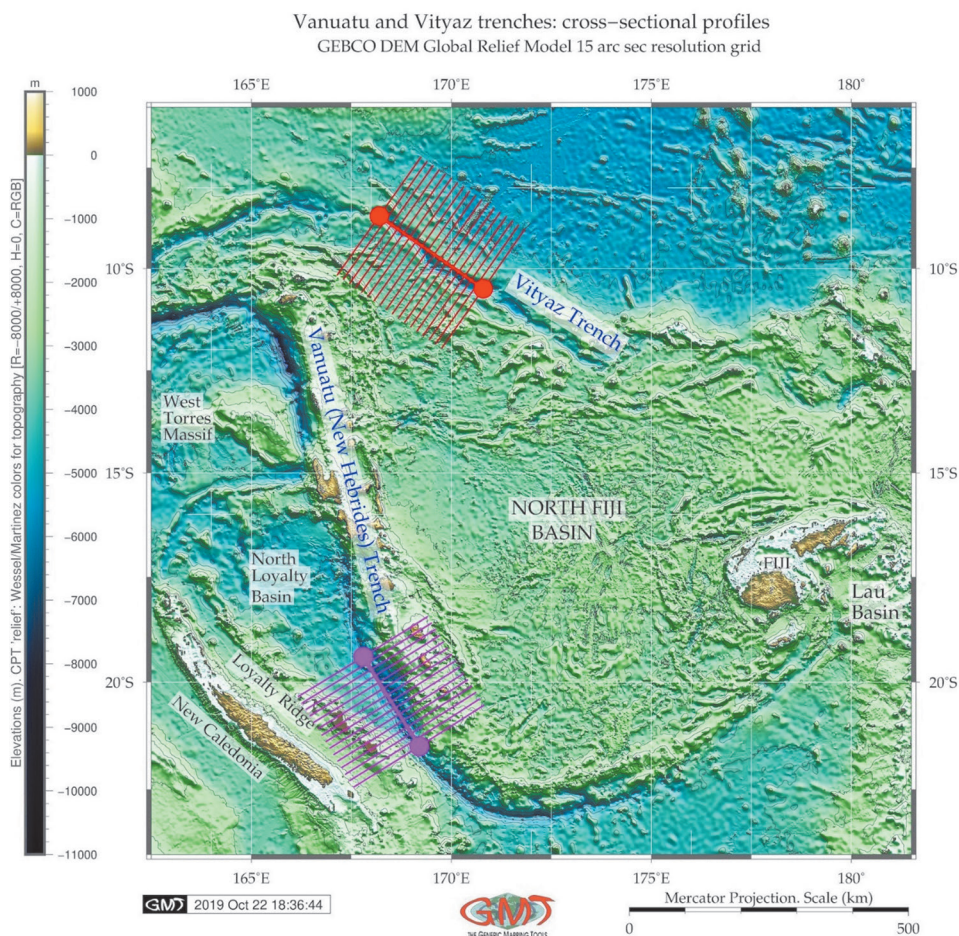 Vanuatu and Vityaz trenches: cross−sectional profiles
GEBCO DEM Global Relief Model 15 arc sec resolution grid
m
1000
0
−1000
−2000
−3000
−4000
−5000
−6000
−7000
−8000
−9000
−10000
−11000
Elevations (m). CPT 'relief': Wessel/Martinez colors for topography [R=−8000/+8000, H=0, C=RGB]
165°E
170°E
175°E
180°
10°S
15°S
20°S
10°S
15°S
20°S
Vityaz Trench
Vanuatu (New Hebrides) Trench
West
Torres
Massif
NORTH FIJI
BASIN
North
Loyalty
Basin
FIJI
Lau
Basin
Loyalty Ridge
New Caledonia
165°E
170°E
175°E
180°
GMT
2019 Oct 22 18:36:44
GMT
THE GENERIC MAPPING TOOLS
Mercator Projection. Scale (km)
0
500